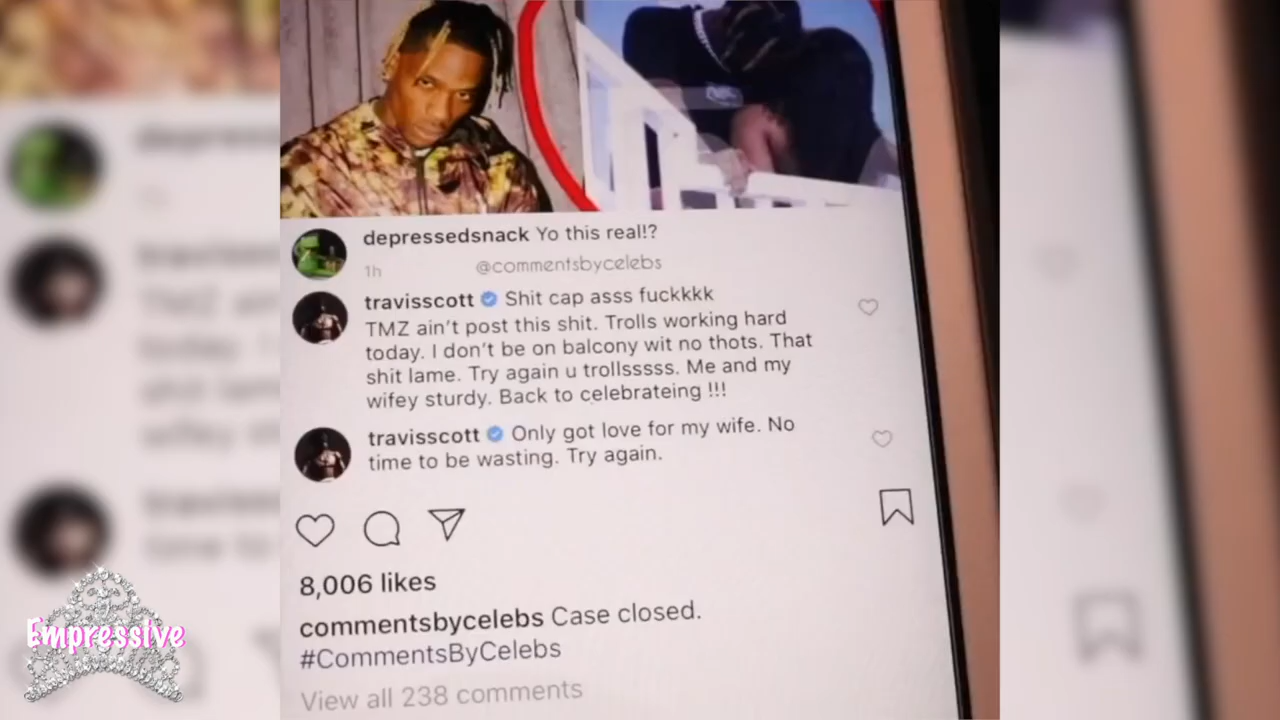 depressedsnack Yo this real!?
1h @commentsbycelebs
travisscott Shit cap asss fuckkkk
TMZ ain't post this shit. Trolls working hard
today. I don't be on balcony wit no thots. That
shit lame. Try again u trollsssss. Me and my
wifey sturdy. Back to celebrateing !!!
travisscott Only got love for my wife. No
time to be wasting. Try again.
8,006 likes
commentsbycelebs Case closed.
#CommentsByCelebs
View all 238 comments
Empressive